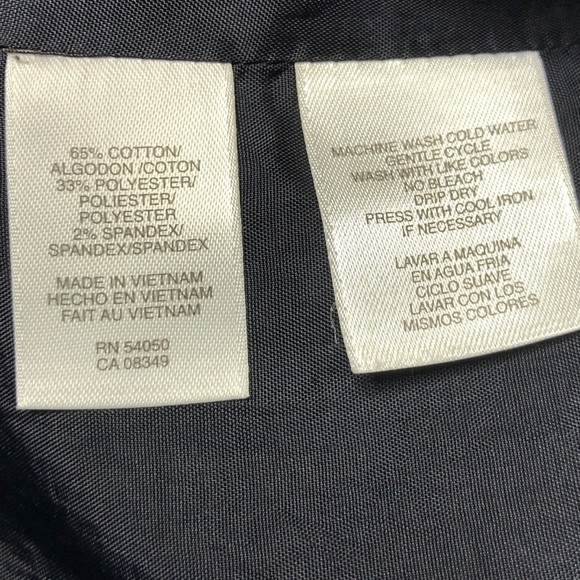 65% COTTON/
ALGODON /COTON
33% POLYESTER/
POLIESTER/
POLYESTER
2% SPANDEX/
SPANDEX/SPANDEX
MADE IN VIETNAM
HECHO EN VIETNAM
FAIT AU VIETNAM
RN 54050
CA 08349
MACHINE WASH COLD WATER
GENTLE CYCLE
WASH WITH LIKE COLORS
NO BLEACH
DRIP DRY
PRESS WITH COOL IRON
IF NECESSARY
LAVAR A MAQUINA
EN AGUA FRIA
CICLO SUAVE
LAVAR CON LOS
MISMOS COLORES